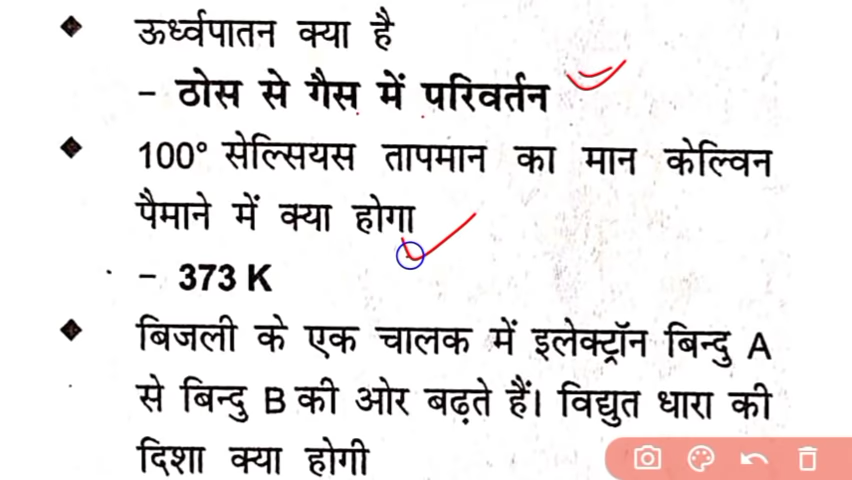 ऊर्ध्वपातन क्या है
– ठोस से गैस में परिवर्तन
100° सेल्सियस तापमान का मान केल्विन
पैमाने में क्या होगा
– 373 K
बिजली के एक चालक में इलेक्ट्रॉन बिन्दु A
से बिन्दु B की ओर बढ़ते हैं। विद्युत धारा की
दिशा क्या होगी